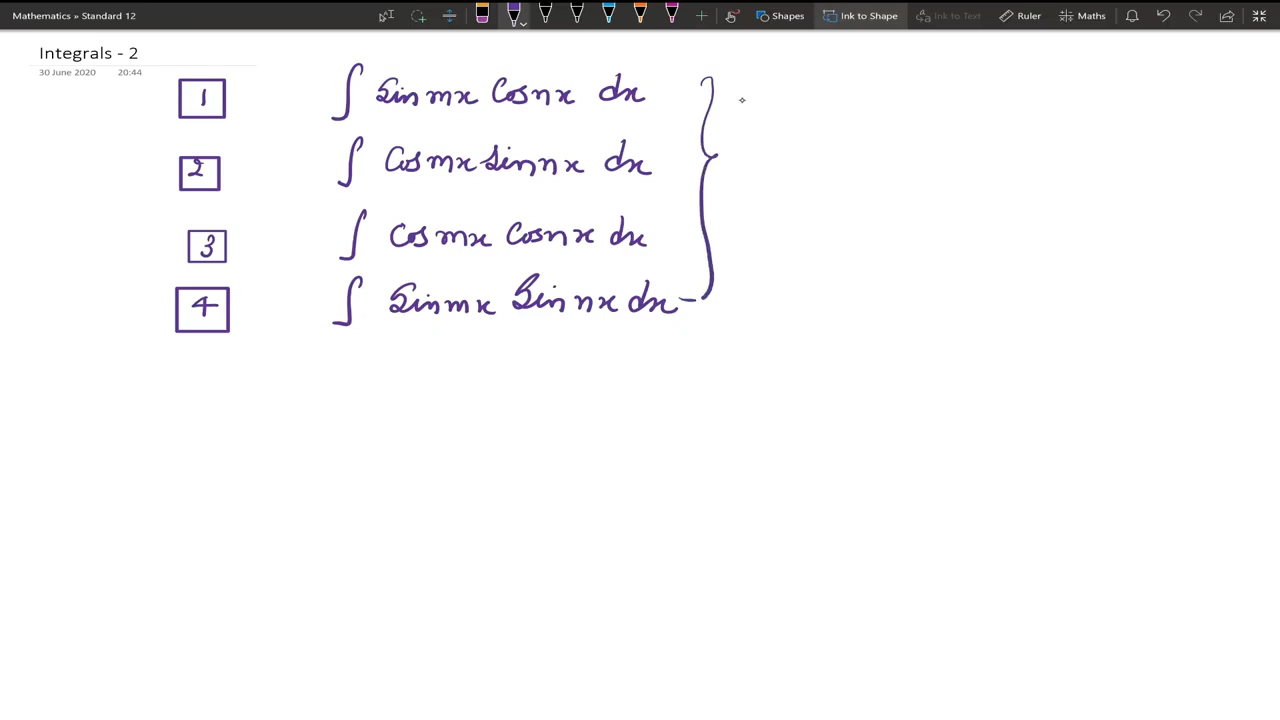 Mathematics » Standard 12
Shapes
Ink to Shape
Ink to Text
Ruler
Maths
Integrals - 2
30 June 2020 20:44
1 ∫ Sin mx Cos nx dx
2 ∫ Cos mx sin nx dx
3 ∫ Cos mx Cos nx dx
4 ∫ Sin mx Sin nx dx